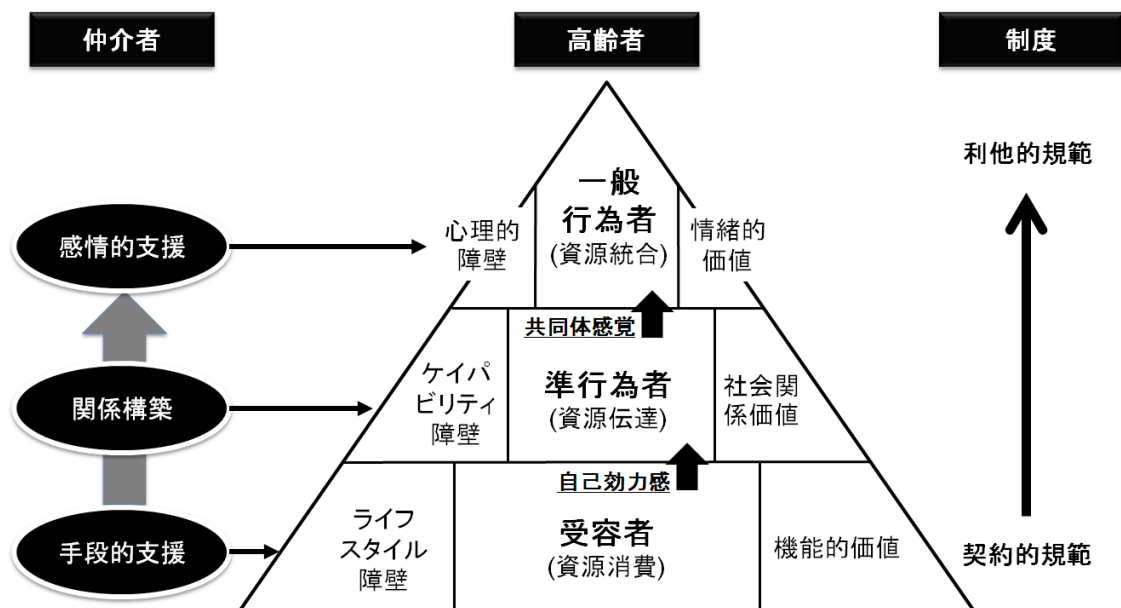 仲介者
高齢者
制度
感情的支援
関係構築
手段的支援
心理的
障壁
一般
行為者
(資源統合)
情緒的
価値
共同体感覚
ケイパ
ビリティ
障壁
準行為者
(資源伝達)
社会関
係価値
自己効力感
ライフ
スタイル
障壁
受容者
(資源消費)
機能的価値
利他的規範
契約的規範